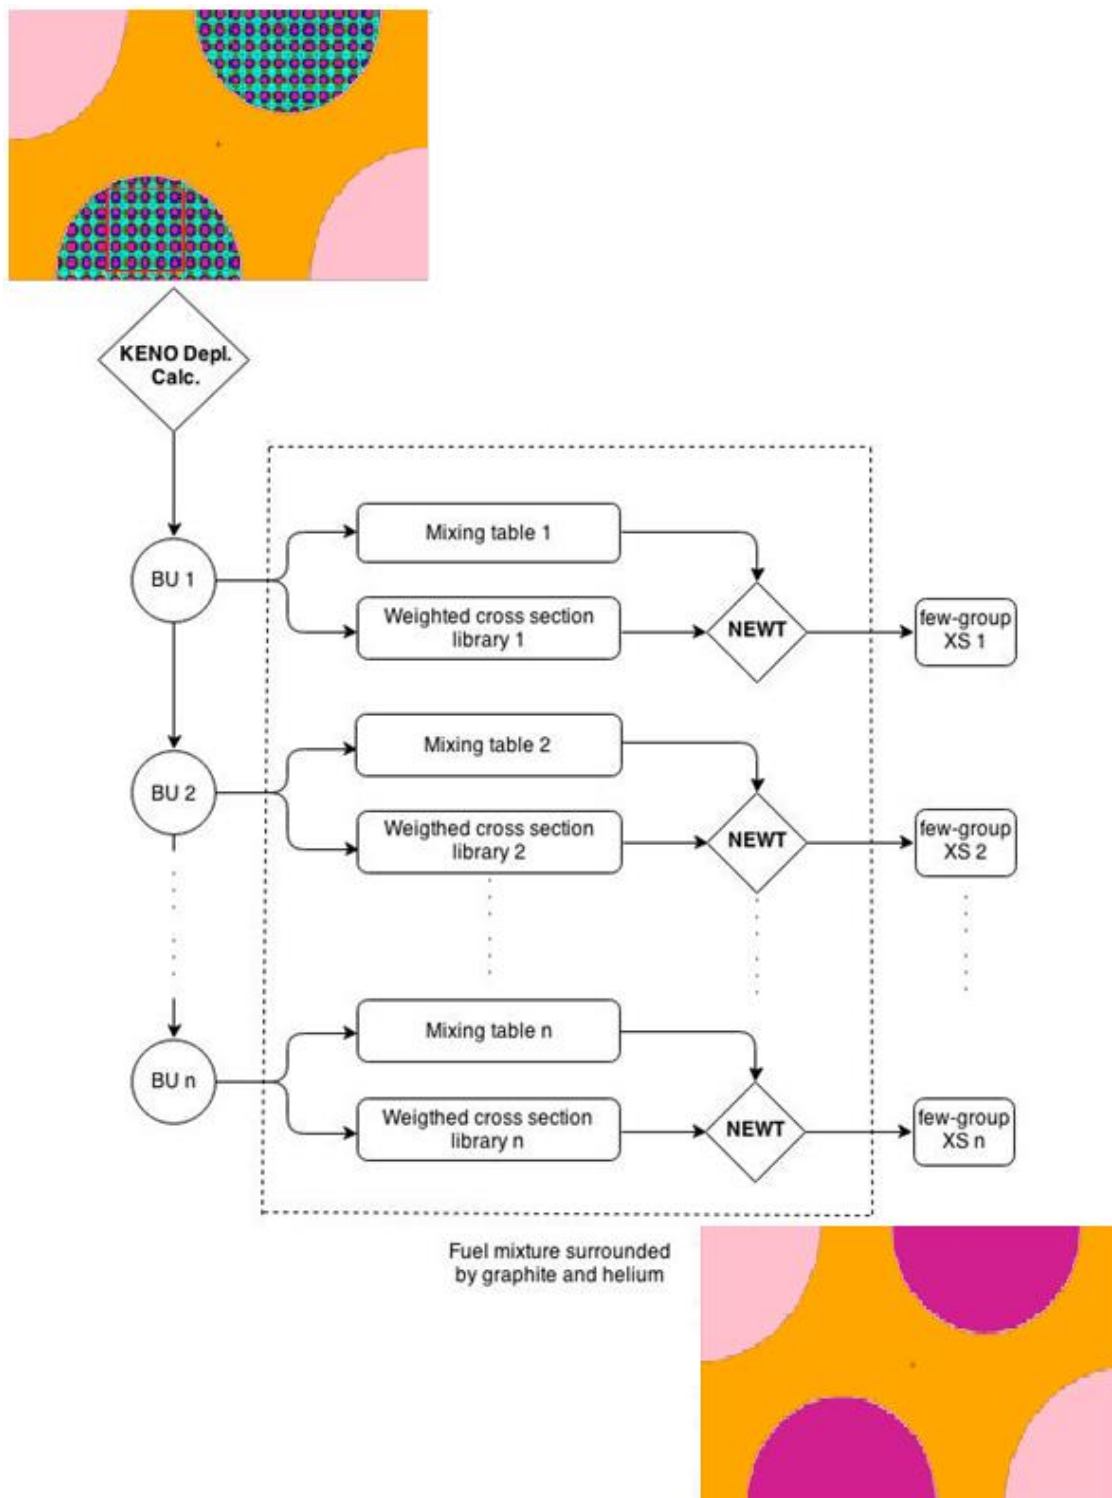 KENO Depl.
Calc.
BU 1
Mixing table 1
Weighted cross section
library 1
NEWT
few-group
XS 1
BU 2
Mixing table 2
Weigthed cross section
library 2
NEWT
few-group
XS 2
BU n
Mixing table n
Weigthed cross section
library n
NEWT
few-group
XS n
Fuel mixture surrounded
by graphite and helium